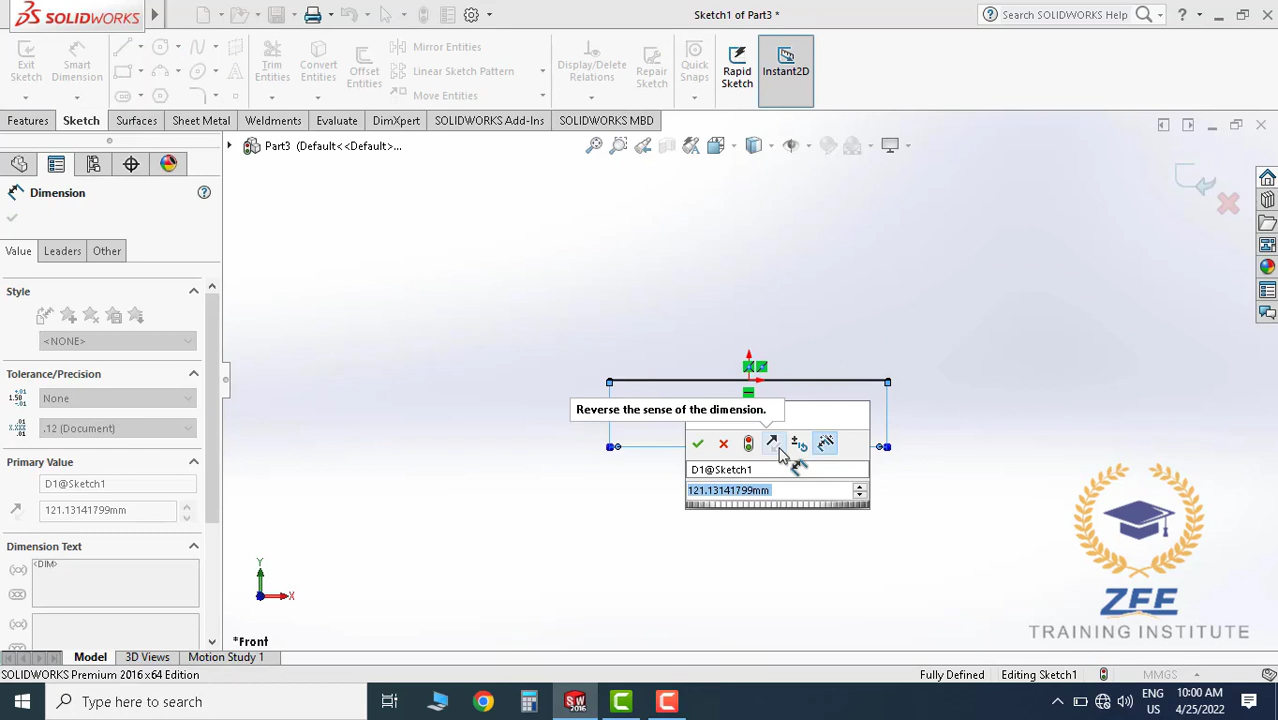 SOLIDWORKS
Sketch1 of Part3 *
Search SOLIDWORKS Help
Exit Sketch
Smart Dimension
Trim Entities
Convert Entities
Offset Entities
Mirror Entities
Linear Sketch Pattern
Move Entities
Display/Delete Relations
Repair Sketch
Quick Snaps
Rapid Sketch
Instant2D
Features
Sketch
Surfaces
Sheet Metal
Weldments
Evaluate
DimXpert
SOLIDWORKS Add-Ins
SOLIDWORKS MBD
Part3 (Default<<Default>...
Dimension
Value
Leaders
Other
Style
<NONE>
Tolerance/Precision
None
.12 (Document)
Primary Value
D1@Sketch1
121.13141799mm
Dimension Text
<DIM>
Reverse the sense of the dimension.
D1@Sketch1
121.13141799mm
Y
X
*Front
ZFE
TRAINING INSTITUTE
Model
3D Views
Motion Study 1
SOLIDWORKS Premium 2016 x64 Edition
Fully Defined
Editing Sketch1
MMGS
Type here to search
ENG
US
10:00 AM
4/25/2022